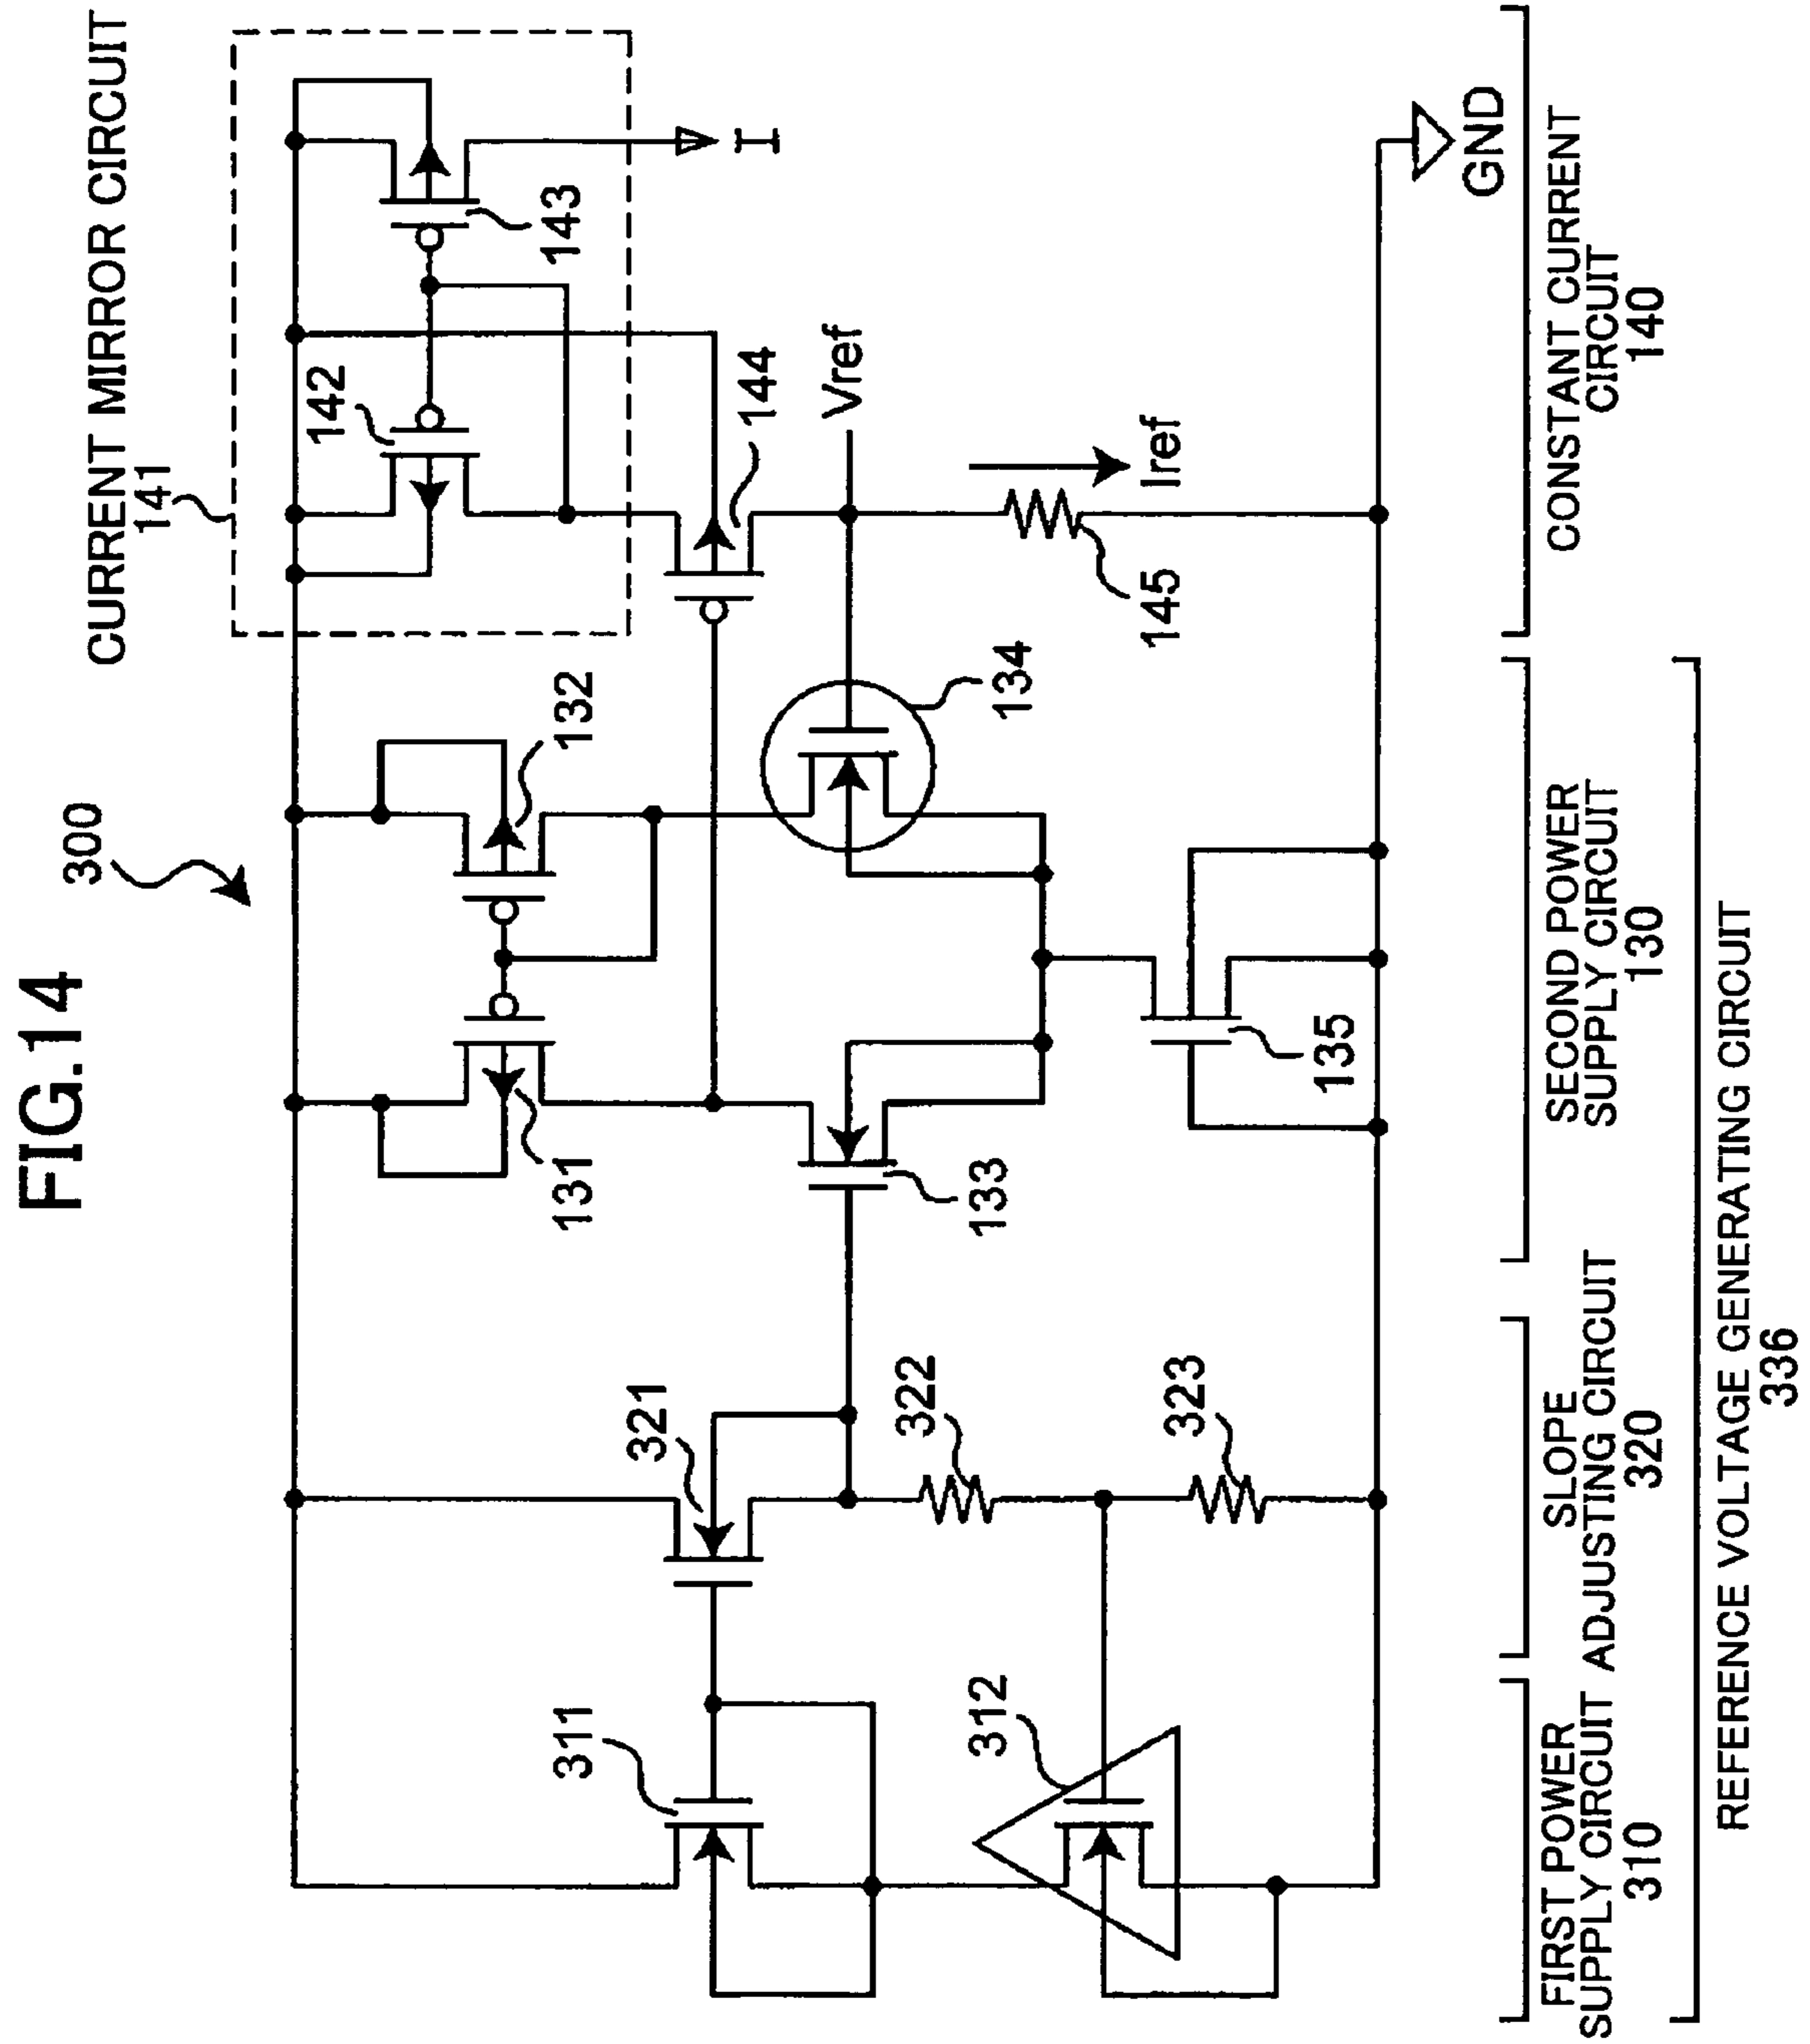 FIG.14
300
CURRENT MIRROR CIRCUIT
141
142
143
I
131
132
144
Vref
Iref
145
133
134
135
311
321
322
312
323
GND
FIRST POWER
SUPPLY CIRCUIT
310
SLOPE
ADJUSTING CIRCUIT
320
SECOND POWER
SUPPLY CIRCUIT
130
CONSTANT CURRENT
CIRCUIT
140
REFERENCE VOLTAGE GENERATING CIRCUIT
336